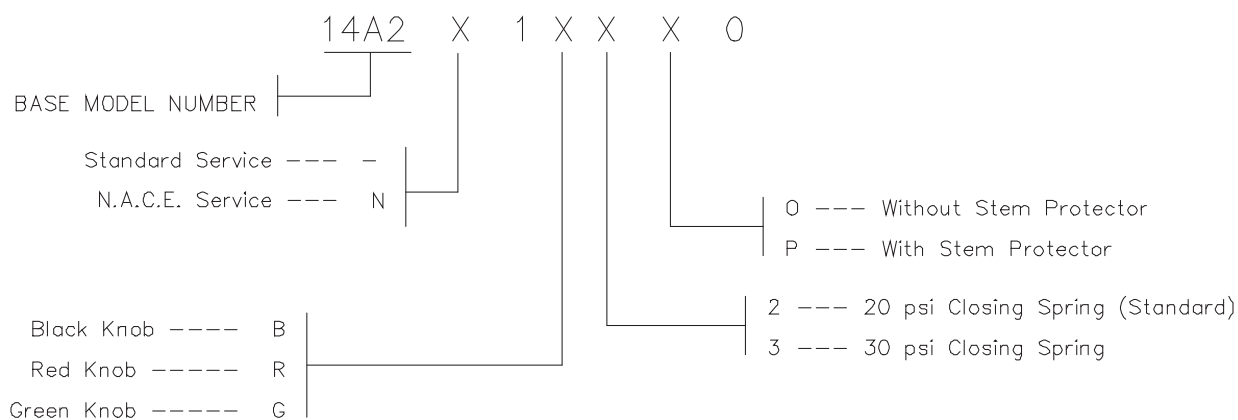 14A2 X 1 X X X 0
BASE MODEL NUMBER
Standard Service --- -
N.A.C.E. Service --- N
0 --- Without Stem Protector
P --- With Stem Protector
2 --- 20 psi Closing Spring (Standard)
3 --- 30 psi Closing Spring
Black Knob ---- B
Red Knob ----- R
Green Knob ----- G